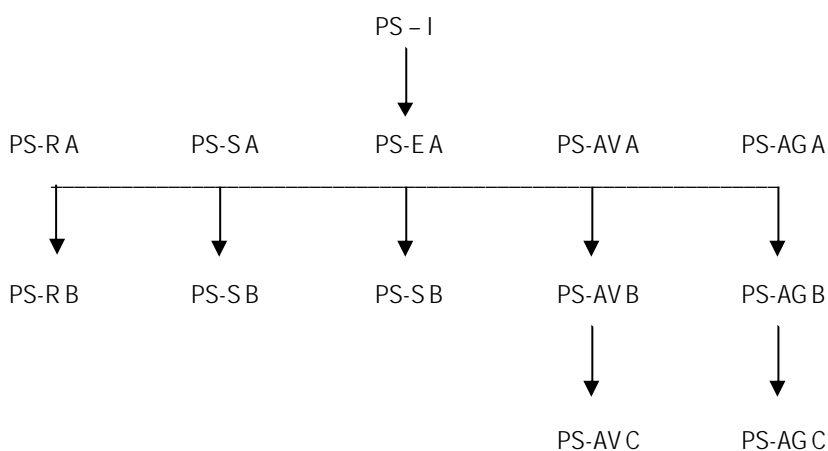 PS – I
PS-R A PS-S A PS-E A PS-AV A PS-AG A
PS-R B PS-S B PS-S B PS-AV B PS-AG B
PS-AV C PS-AG C